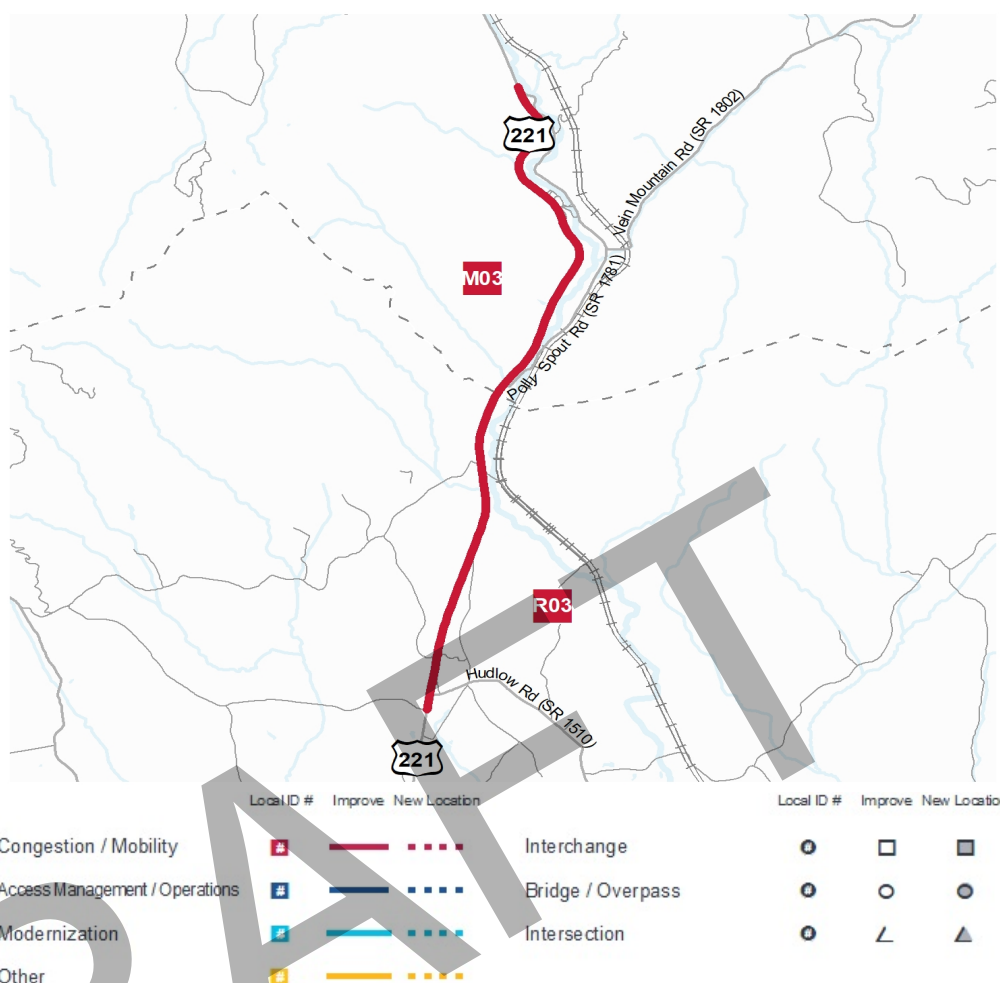 221
Vein Mountain Rd (SR 1802)
M03
Polly Spout Rd (SR 1781)
R03
Hudlow Rd (SR 1510)
221
DRAFT
Local ID # Improve New Location
Congestion / Mobility #
Access Management / Operations #
Modernization #
Other #
Local ID # Improve New Locatio
Interchange #
Bridge / Overpass #
Intersection #